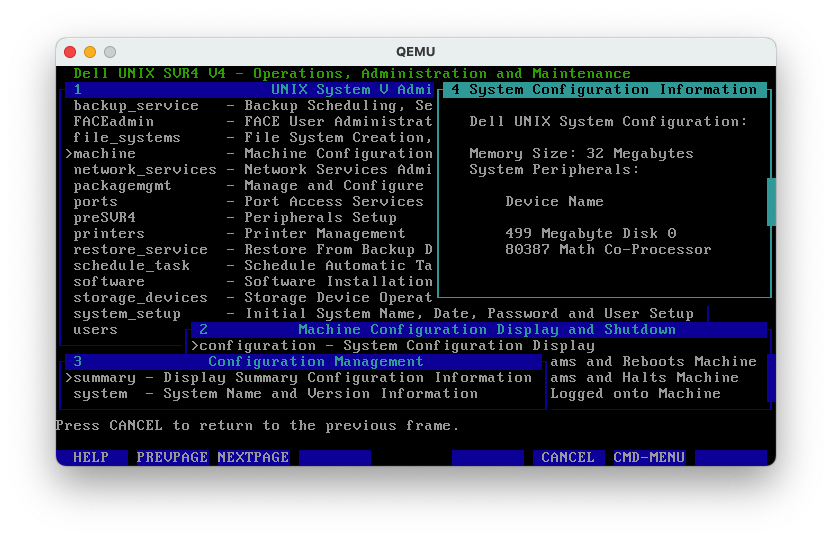 QEMU
Dell UNIX SVR4 V4 - Operations, Administration and Maintenance
1 UNIX System V Admi
backup_service - Backup Scheduling, Se
FACEadmin - FACE User Administrat
file_systems - File System Creation,
>machine - Machine Configuration
network_services - Network Services Admi
packagemgmt - Manage and Configure
ports - Port Access Services
preSVR4 - Peripherals Setup
printers - Printer Management
restore_service - Restore From Backup D
schedule_task - Schedule Automatic Ta
software - Software Installation
storage_devices - Storage Device Operat
system_setup - Initial System Name, Date, Password and User Setup
users
4 System Configuration Information
Dell UNIX System Configuration:
Memory Size: 32 Megabytes
System Peripherals:
Device Name
499 Megabyte Disk 0
80387 Math Co-Processor
2 Machine Configuration Display and Shutdown
>configuration - System Configuration Display
ams and Reboots Machine
ams and Halts Machine
Logged onto Machine
3 Configuration Management
>summary - Display Summary Configuration Information
system - System Name and Version Information
Press CANCEL to return to the previous frame.
HELP PREVPAGE NEXTPAGE CANCEL CMD-MENU